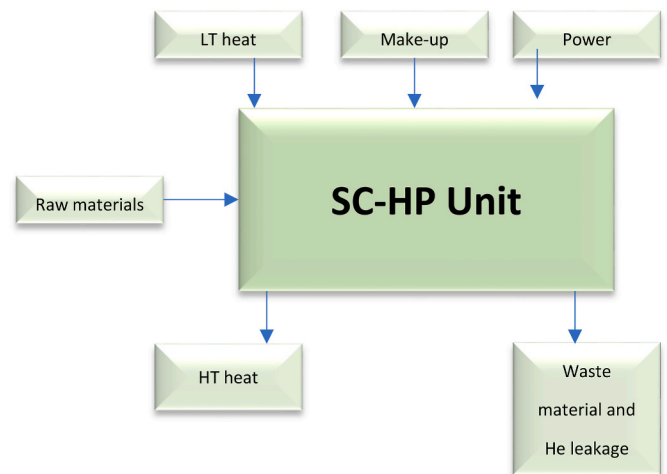 LT heat
Make-up
Power
SC-HP Unit
Raw materials
HT heat
Waste
material and
He leakage